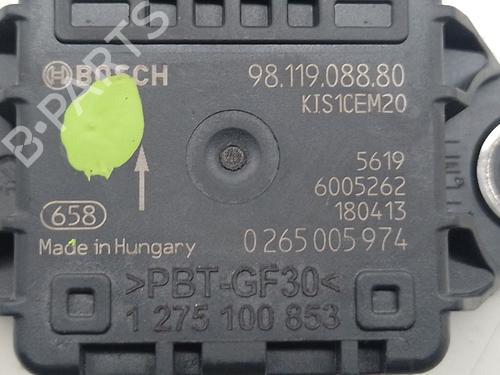 BOSCH
98.119.088.80
K.I.S1CEM20
5619
6005262
180413
658
Made in Hungary
0 265 005 974
>PBT-GF30<
1 275 100 853
B-PARTS